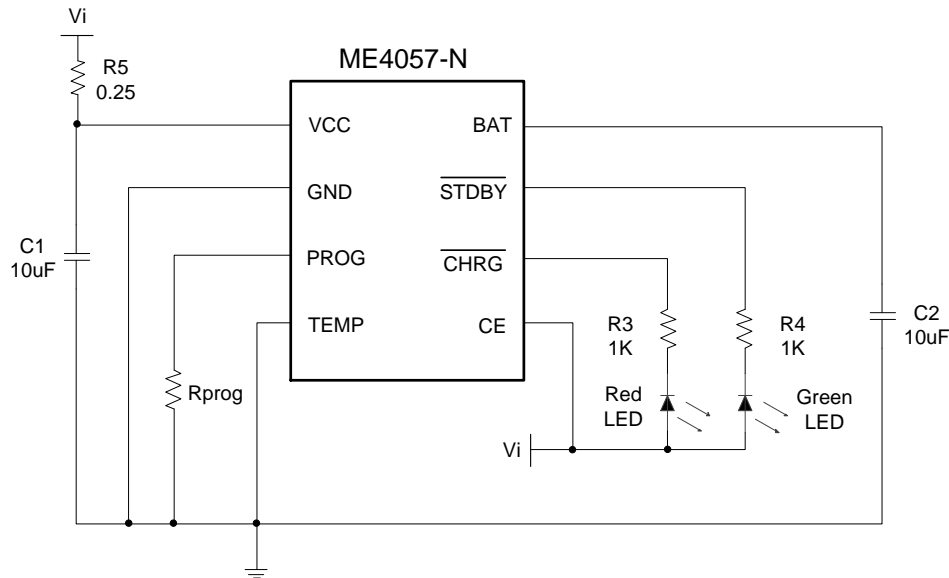 Vi
R5
0.25
ME4057-N
VCC
BAT
GND
STDBY
C1
10uF
PROG
CHRG
TEMP
CE
R3
1K
R4
1K
C2
10uF
Rprog
Red
LED
Green
LED
Vi